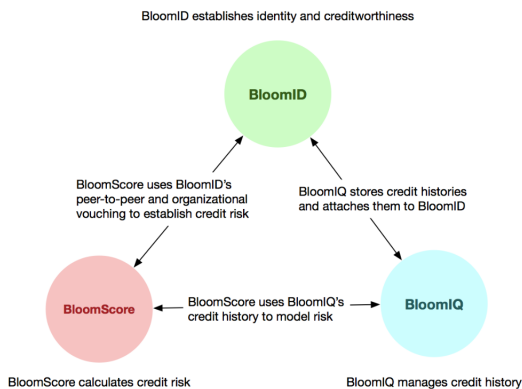 BloomID establishes identity and creditworthiness
BloomID
BloomScore uses BloomID's
peer-to-peer and organizational
vouching to establish credit risk
BloomIQ stores credit histories
and attaches them to BloomID
BloomScore
BloomScore uses BloomIQ's
credit history to model risk
BloomIQ
BloomScore calculates credit risk
BloomIQ manages credit history